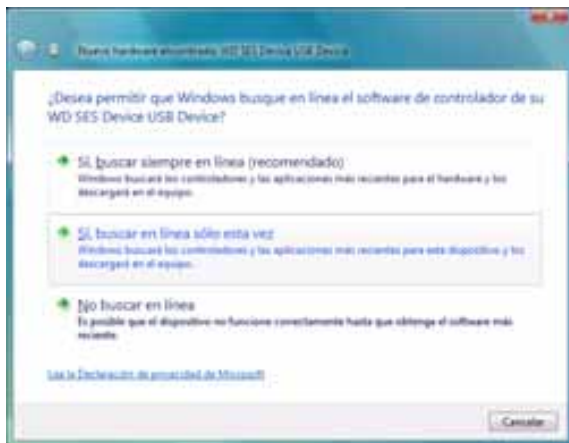 Nuevo hardware encontrado: WD SES Device USB Device
¿Desea permitir que Windows busque en línea el software de controlador de su
WD SES Device USB Device?
Sí, buscar siempre en línea (recomendado)
Windows buscará los controladores y las aplicaciones más recientes para el hardware y los
descargará en el equipo.
Sí, buscar en línea sólo esta vez
Windows buscará los controladores y las aplicaciones más recientes para este dispositivo y los
descargará en el equipo.
No buscar en línea
Es posible que el dispositivo no funcione correctamente hasta que obtenga el software más
reciente.
Lea la Declaración de privacidad de Microsoft
Cancelar